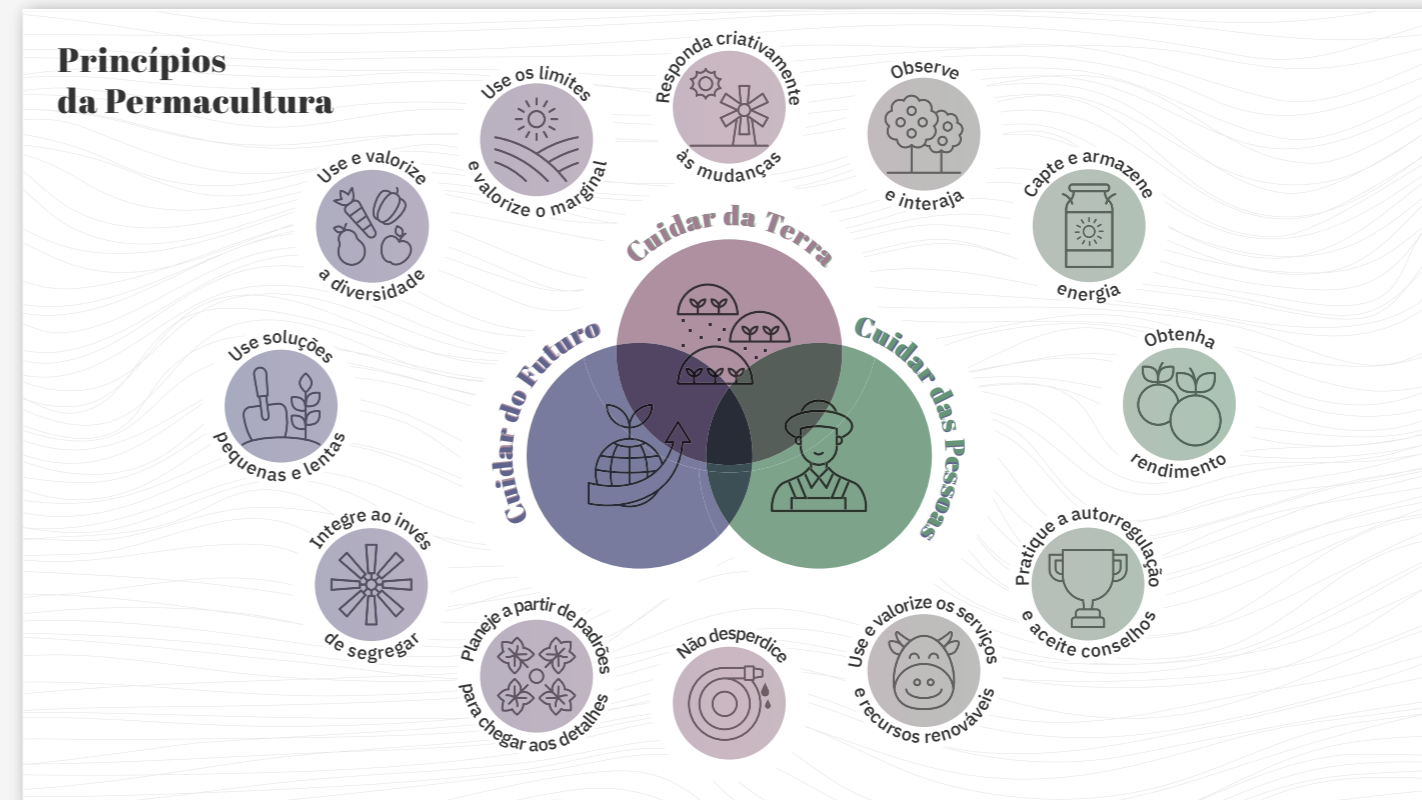 Princípios
da Permacultura
Responda criativamente
às mudanças
Observe
e interaja
Capte e armazene
energia
Obtenha
rendimento
Pratique a autorregulação
e aceite conselhos
Use e valorize os serviços
e recursos renováveis
Não desperdice
Planeje a partir de padrões
para chegar aos detalhes
Integre ao invés
de segregar
Use soluções
pequenas e lentas
Use e valorize
a diversidade
Use os limites
e valorize o marginal
Cuidar da Terra
Cuidar das Pessoas
Cuidar do Futuro